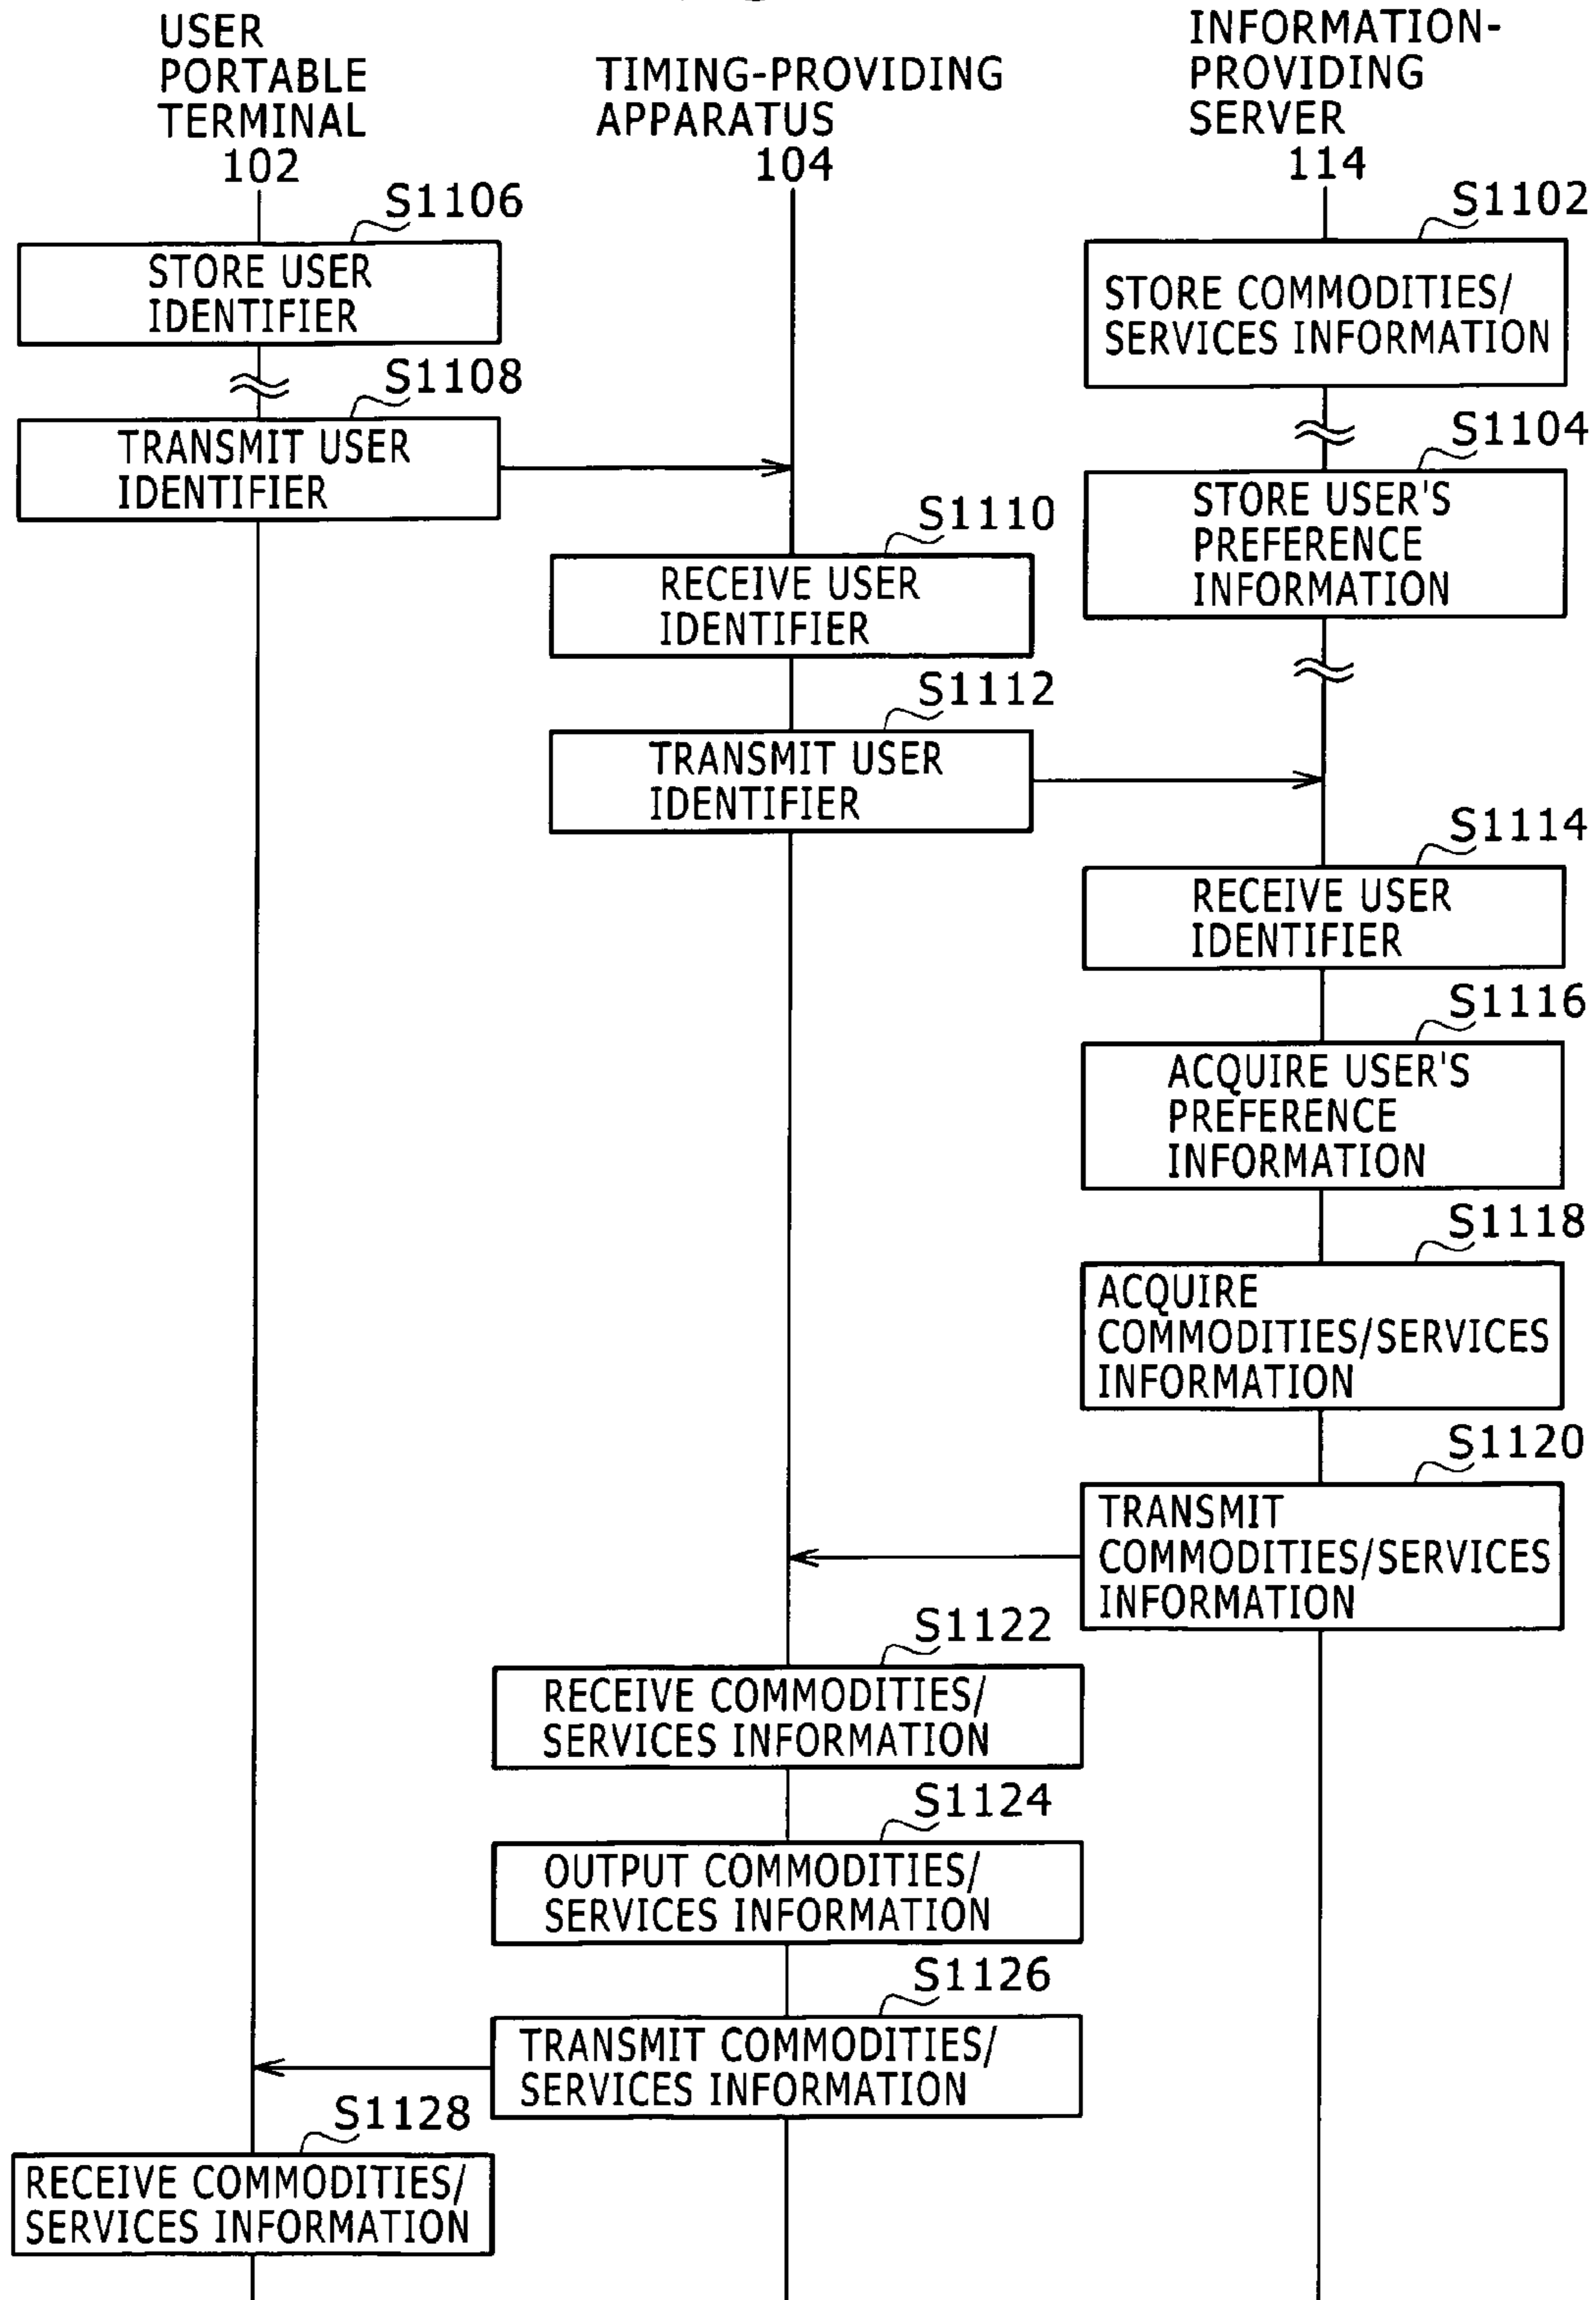 USER
PORTABLE
TERMINAL
102
TIMING-PROVIDING
APPARATUS
104
INFORMATION-
PROVIDING
SERVER
114
S1106
STORE USER
IDENTIFIER
S1102
STORE COMMODITIES/
SERVICES INFORMATION
S1108
TRANSMIT USER
IDENTIFIER
S1104
STORE USER'S
PREFERENCE
INFORMATION
S1110
RECEIVE USER
IDENTIFIER
S1112
TRANSMIT USER
IDENTIFIER
S1114
RECEIVE USER
IDENTIFIER
S1116
ACQUIRE USER'S
PREFERENCE
INFORMATION
S1118
ACQUIRE
COMMODITIES/SERVICES
INFORMATION
S1120
TRANSMIT
COMMODITIES/SERVICES
INFORMATION
S1122
RECEIVE COMMODITIES/
SERVICES INFORMATION
S1124
OUTPUT COMMODITIES/
SERVICES INFORMATION
S1126
TRANSMIT COMMODITIES/
SERVICES INFORMATION
S1128
RECEIVE COMMODITIES/
SERVICES INFORMATION